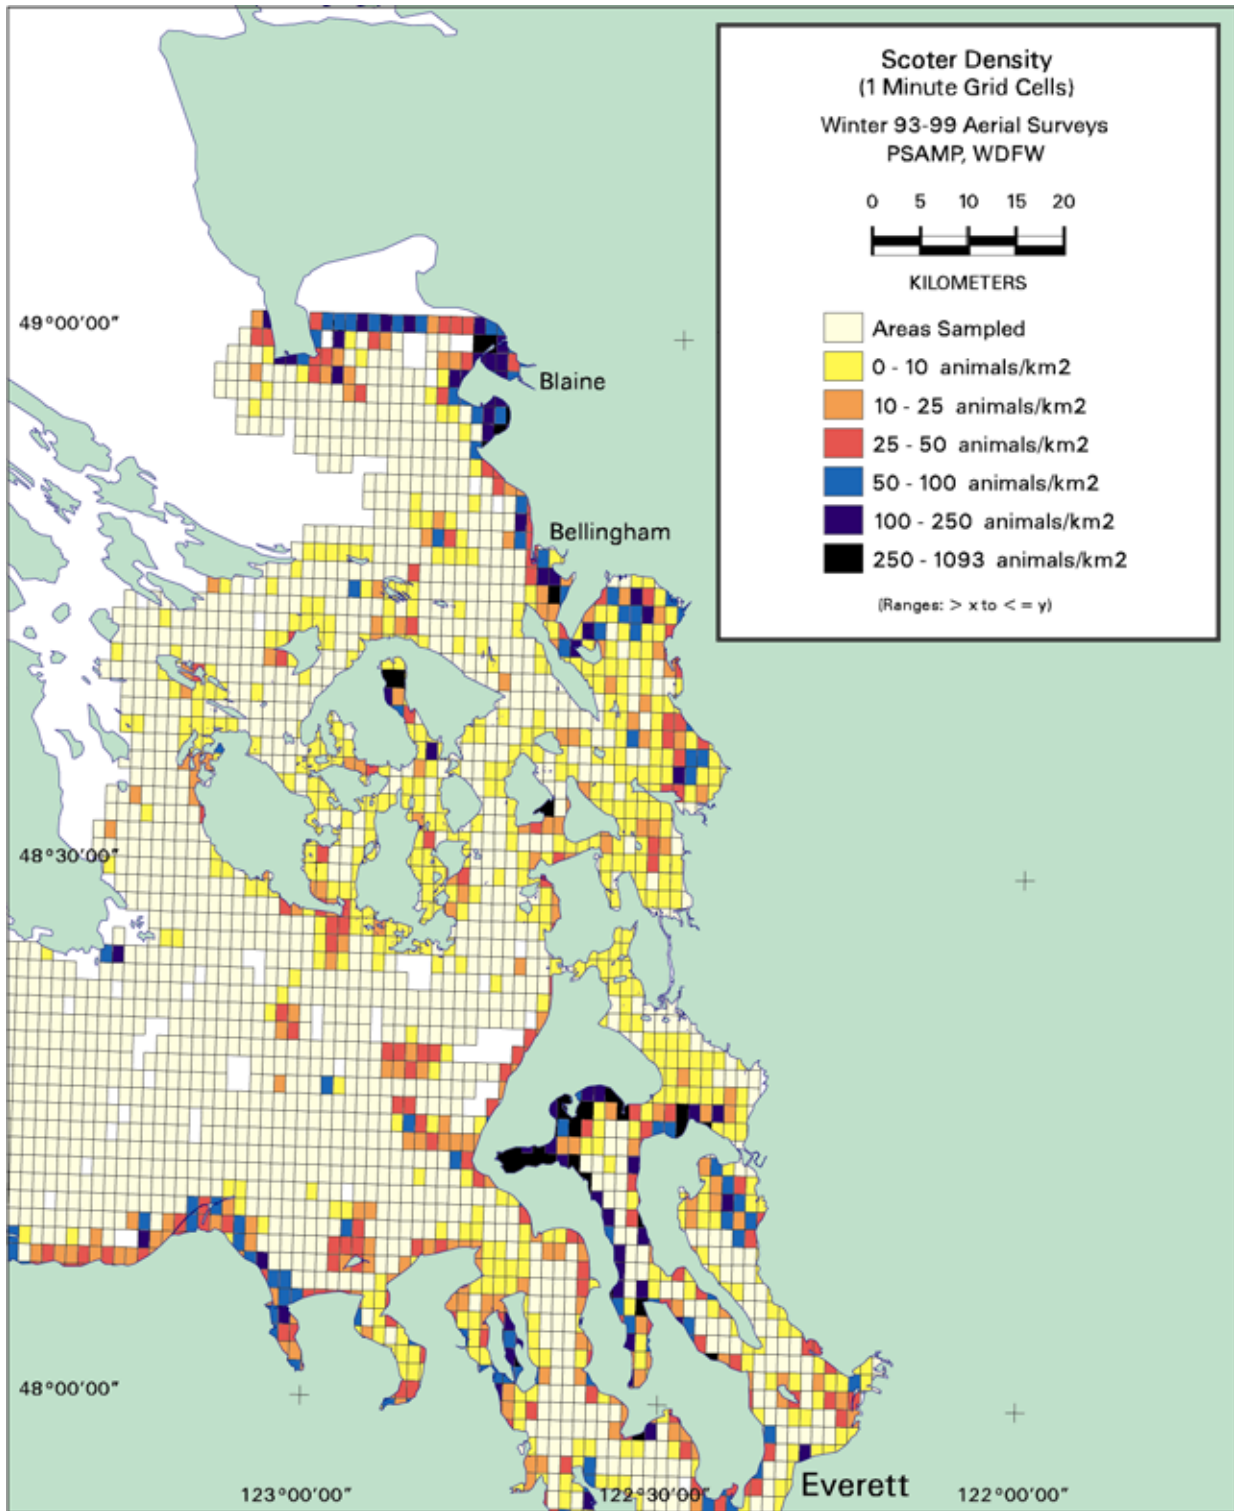 Scoter Density
(1 Minute Grid Cells)
Winter 93-99 Aerial Surveys
PSAMP, WDFW
0 5 10 15 20
KILOMETERS
Areas Sampled
0 - 10 animals/km2
10 - 25 animals/km2
25 - 50 animals/km2
50 - 100 animals/km2
100 - 250 animals/km2
250 - 1093 animals/km2
(Ranges: > x to < = y)
49°00'00"
Blaine
Bellingham
48°30'00"
48°00'00"
Everett
123°00'00"
122°30'00"
122°00'00"